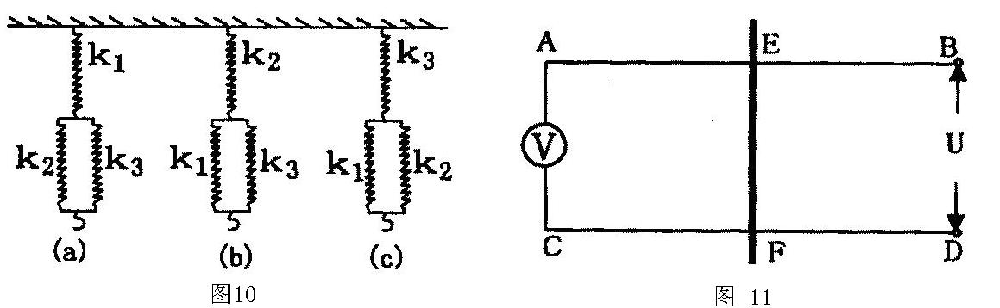 k1 k2 k3
k2 k3 k1 k3 k1 k2
(a) (b) (c)
图10
A E B
V U
C F D
图 11